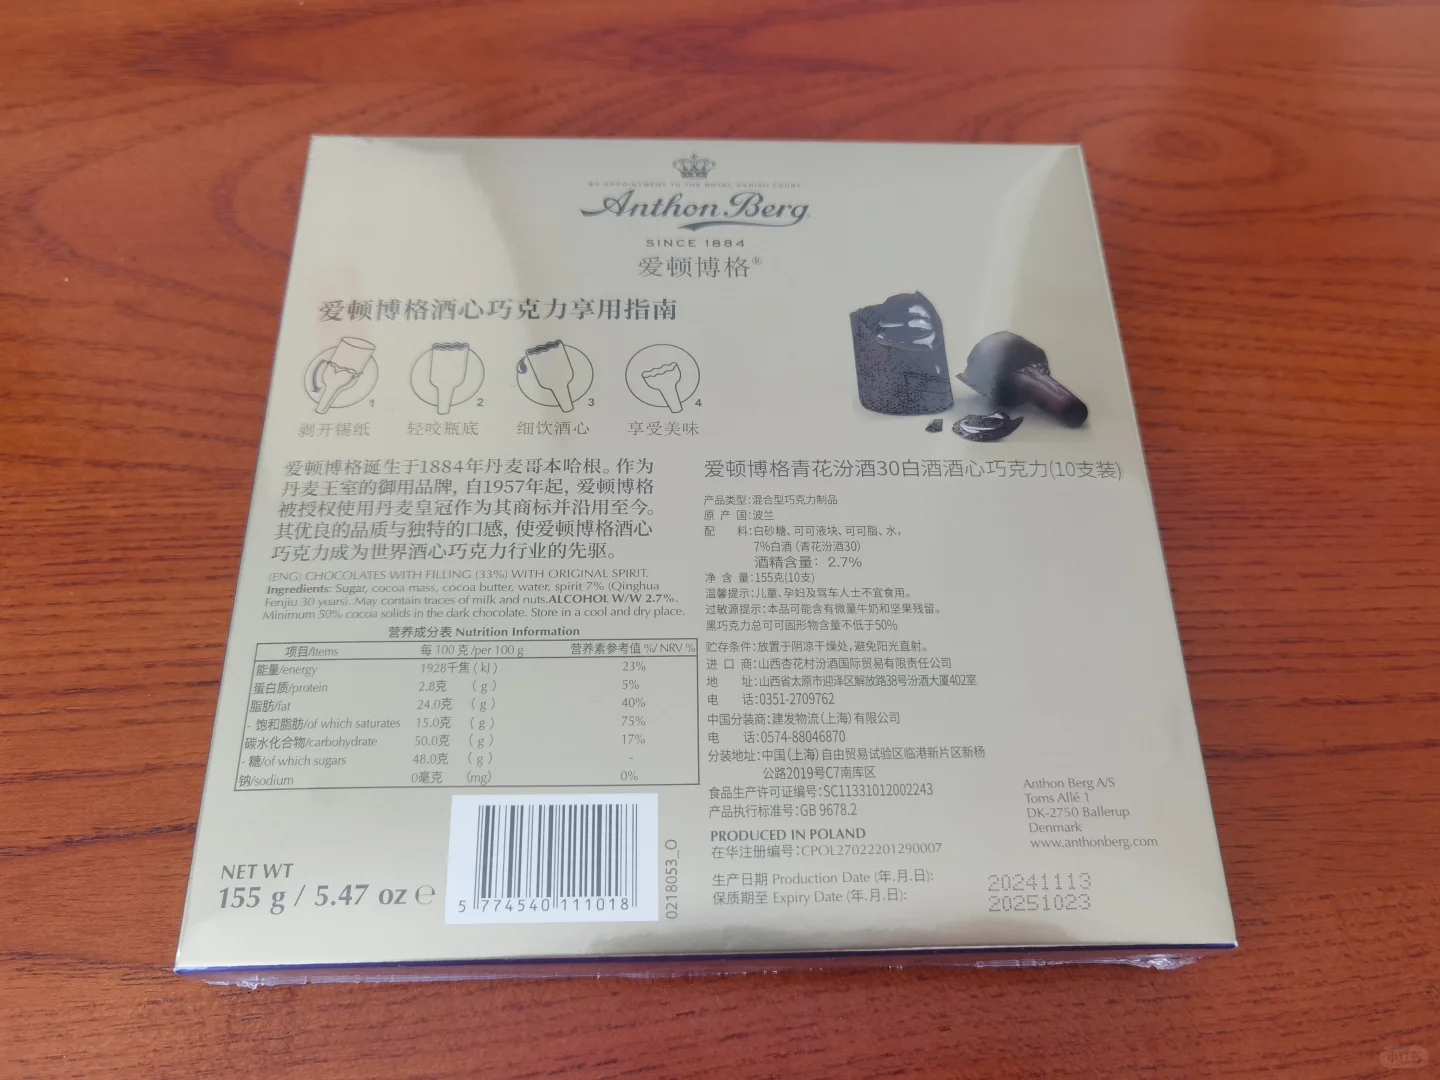 BY APPOINTMENT TO THE ROYAL DANISH COURT
Anthon Berg
SINCE 1884
爱顿博格®
爱顿博格酒心巧克力享用指南
1
2
3
4
剥开锡纸
轻咬瓶底
细饮酒心
享受美味
爱顿博格诞生于1884年丹麦哥本哈根。作为
丹麦王室的御用品牌, 自1957年起, 爱顿博格
被授权使用丹麦皇冠作为其商标并沿用至今。
其优良的品质与独特的口感, 使爱顿博格酒心
巧克力成为世界酒心巧克力行业的先驱。
(ENG) CHOCOLATES WITH FILLING (33%) WITH ORIGINAL SPIRIT.
Ingredients: Sugar, cocoa mass, cocoa butter, water, spirit 7% (Qinghua
Fenjiu 30 years). May contain traces of milk and nuts. ALCOHOL W/W 2.7%.
Minimum 50% cocoa solids in the dark chocolate. Store in a cool and dry place.
营养成分表 Nutrition Information
项目/Items 每 100 克/per 100 g 营养素参考值 %/ NRV %
能量/energy 1928千焦 ( kJ ) 23%
蛋白质/protein 2.8克 ( g ) 5%
脂肪/fat 24.0克 ( g ) 40%
- 饱和脂肪/of which saturates 15.0克 ( g ) 75%
碳水化合物/carbohydrate 50.0克 ( g ) 17%
- 糖/of which sugars 48.0克 ( g ) -
钠/sodium 0毫克 (mg) 0%
NET WT
155 g / 5.47 oz ℮
5 774540 111018
0218053_O
爱顿博格青花汾酒30白酒酒心巧克力(10支装)
产品类型:混合型巧克力制品
原 产 国:波兰
配 料:白砂糖、可可液块、可可脂、水,
7%白酒 (青花汾酒30)
酒精含量: 2.7%
净 含 量:155克(10支)
温馨提示:儿童、孕妇及驾车人士不宜食用。
过敏源提示:本品可能含有微量牛奶和坚果残留。
黑巧克力总可可固形物含量不低于50%
贮存条件:放置于阴凉干燥处,避免阳光直射。
进 口 商:山西杏花村汾酒国际贸易有限责任公司
地 址:山西省太原市迎泽区解放路38号汾酒大厦402室
电 话:0351-2709762
中国分装商:建发物流(上海)有限公司
电 话:0574-88046870
分装地址:中国(上海)自由贸易试验区临港新片区新杨
公路2019号C7南库区
食品生产许可证编号:SC11331012002243
产品执行标准号:GB 9678.2
PRODUCED IN POLAND
在华注册编号:CPOL27022201290007
Anthon Berg A/S
Toms Allé 1
DK-2750 Ballerup
Denmark
www.anthonberg.com
生产日期 Production Date (年.月.日): 20241113
保质期至 Expiry Date (年.月.日): 20251023
小红书